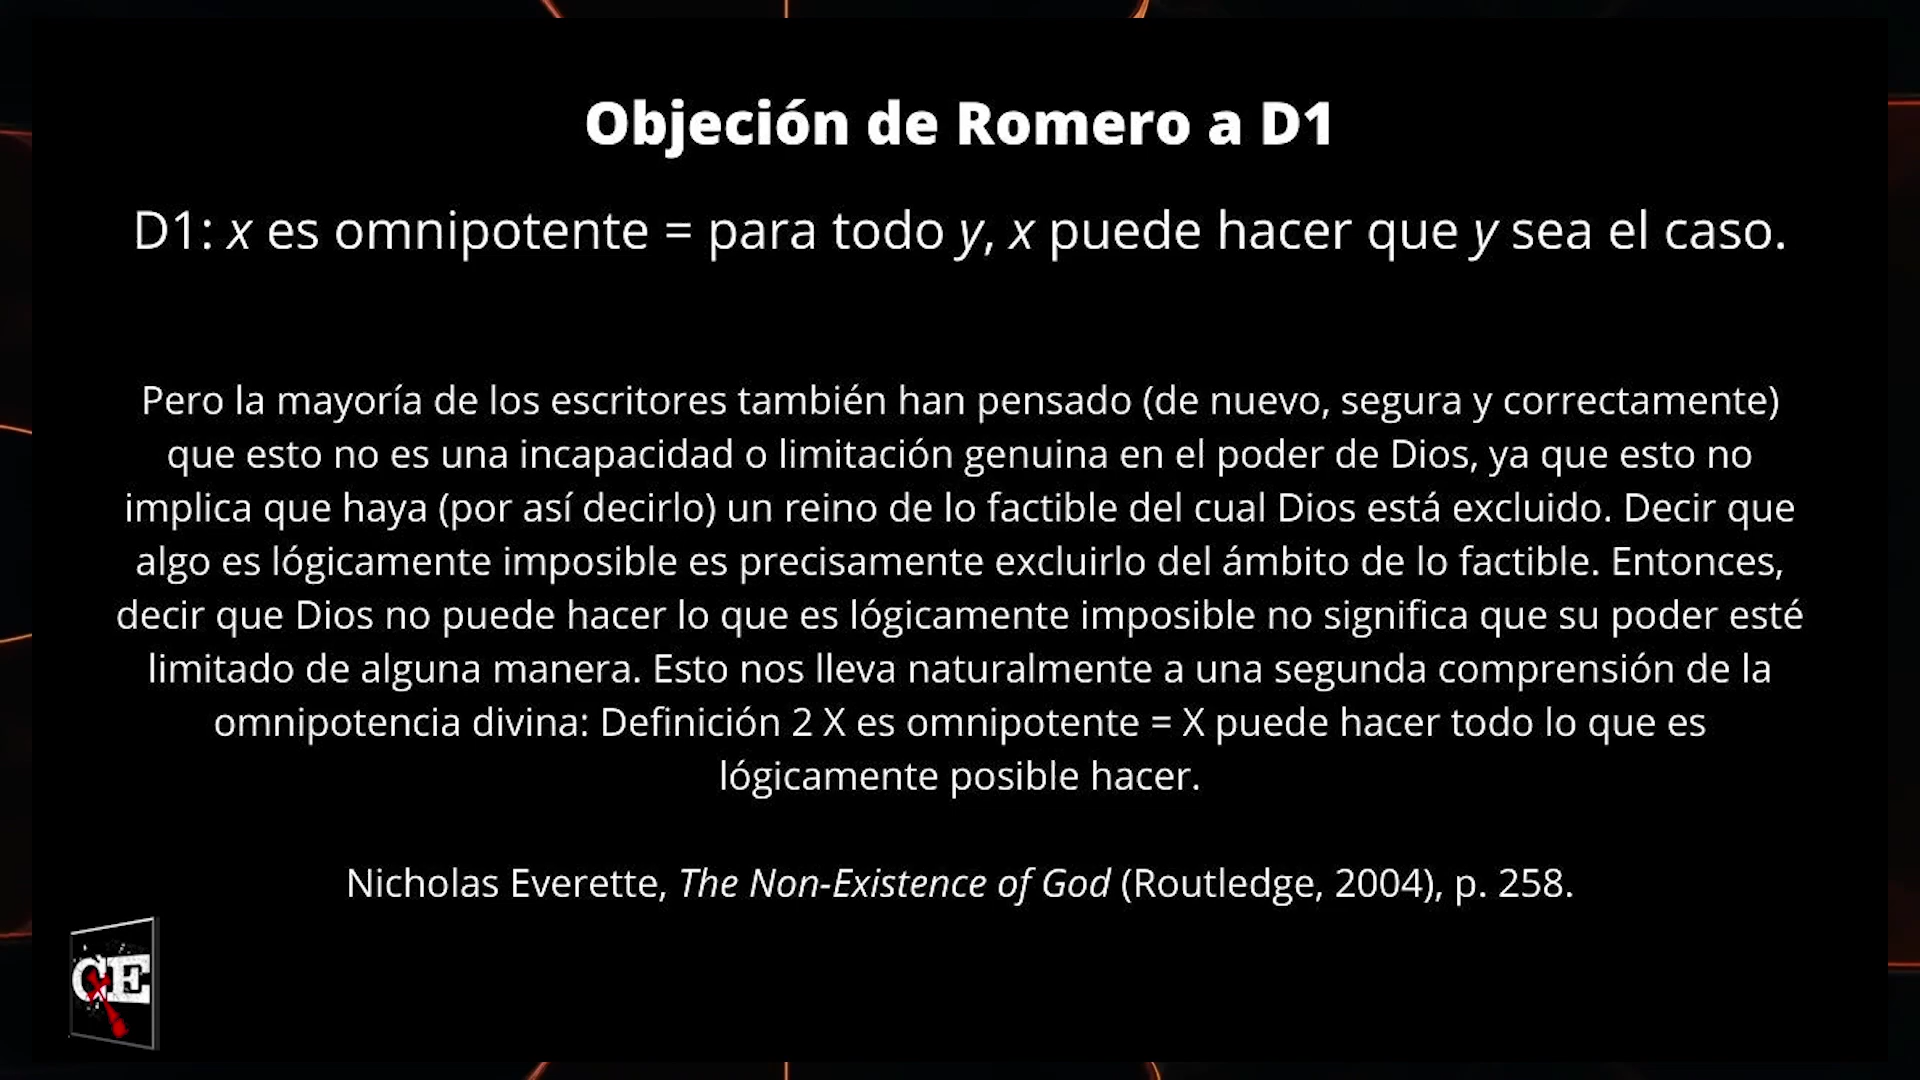 Objeción de Romero a D1
D1: x es omnipotente = para todo y, x puede hacer que y sea el caso.
Pero la mayoría de los escritores también han pensado (de nuevo, segura y correctamente)
que esto no es una incapacidad o limitación genuina en el poder de Dios, ya que esto no
implica que haya (por así decirlo) un reino de lo factible del cual Dios está excluido. Decir que
algo es lógicamente imposible es precisamente excluirlo del ámbito de lo factible. Entonces,
decir que Dios no puede hacer lo que es lógicamente imposible no significa que su poder esté
limitado de alguna manera. Esto nos lleva naturalmente a una segunda comprensión de la
omnipotencia divina: Definición 2 X es omnipotente = X puede hacer todo lo que es
lógicamente posible hacer.
Nicholas Everette, The Non-Existence of God (Routledge, 2004), p. 258.
CE